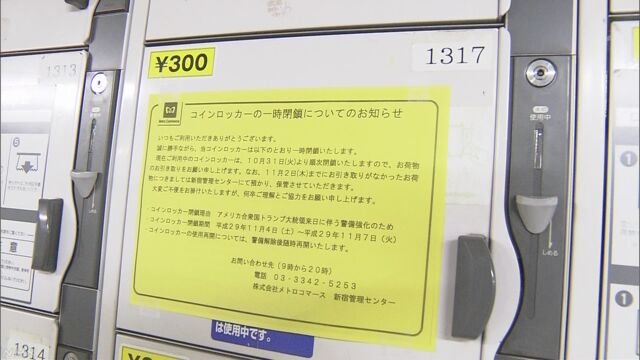 ¥300
1317
1313
コインロッカーの一時閉鎖についてのお知らせ
いつもご利用いただきありがとうございます。
誠に勝手ながら、当コインロッカーは以下のとおり一時閉鎖いたします。
現在ご利用中のコインロッカーは、10月31日(火)より順次閉鎖いたしますので、お荷物
のお引き取りをお願い申し上げます。なお、11月2日(木)までにお引き取りがなかったお荷
物につきましては新宿管理センターにて預かり、保管させていただきます。
大変ご不便をお掛けいたしますが、何卒ご理解とご協力をお願い申し上げます。
・コインロッカー閉鎖理由 アメリカ合衆国トランプ大統領来日に伴う警備強化のため
・コインロッカー閉鎖期間 平成29年11月4日(土)~平成29年11月7日(火)
・コインロッカーの使用再開については、警備解除後随時再開いたします。
お問い合わせ先(9時から20時)
電話 03-3342-5253
株式会社メトロコマース 新宿管理センター
使用中
しめる
は使用中です。
意
1314